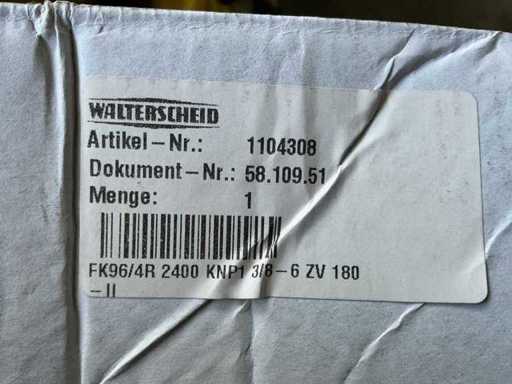 WALTERSCHEID
Artikel-Nr.: 1104308
Dokument-Nr.: 58.109.51
Menge: 1
FK96/4R 2400 KNP1 3/8-6 ZV 180
-II